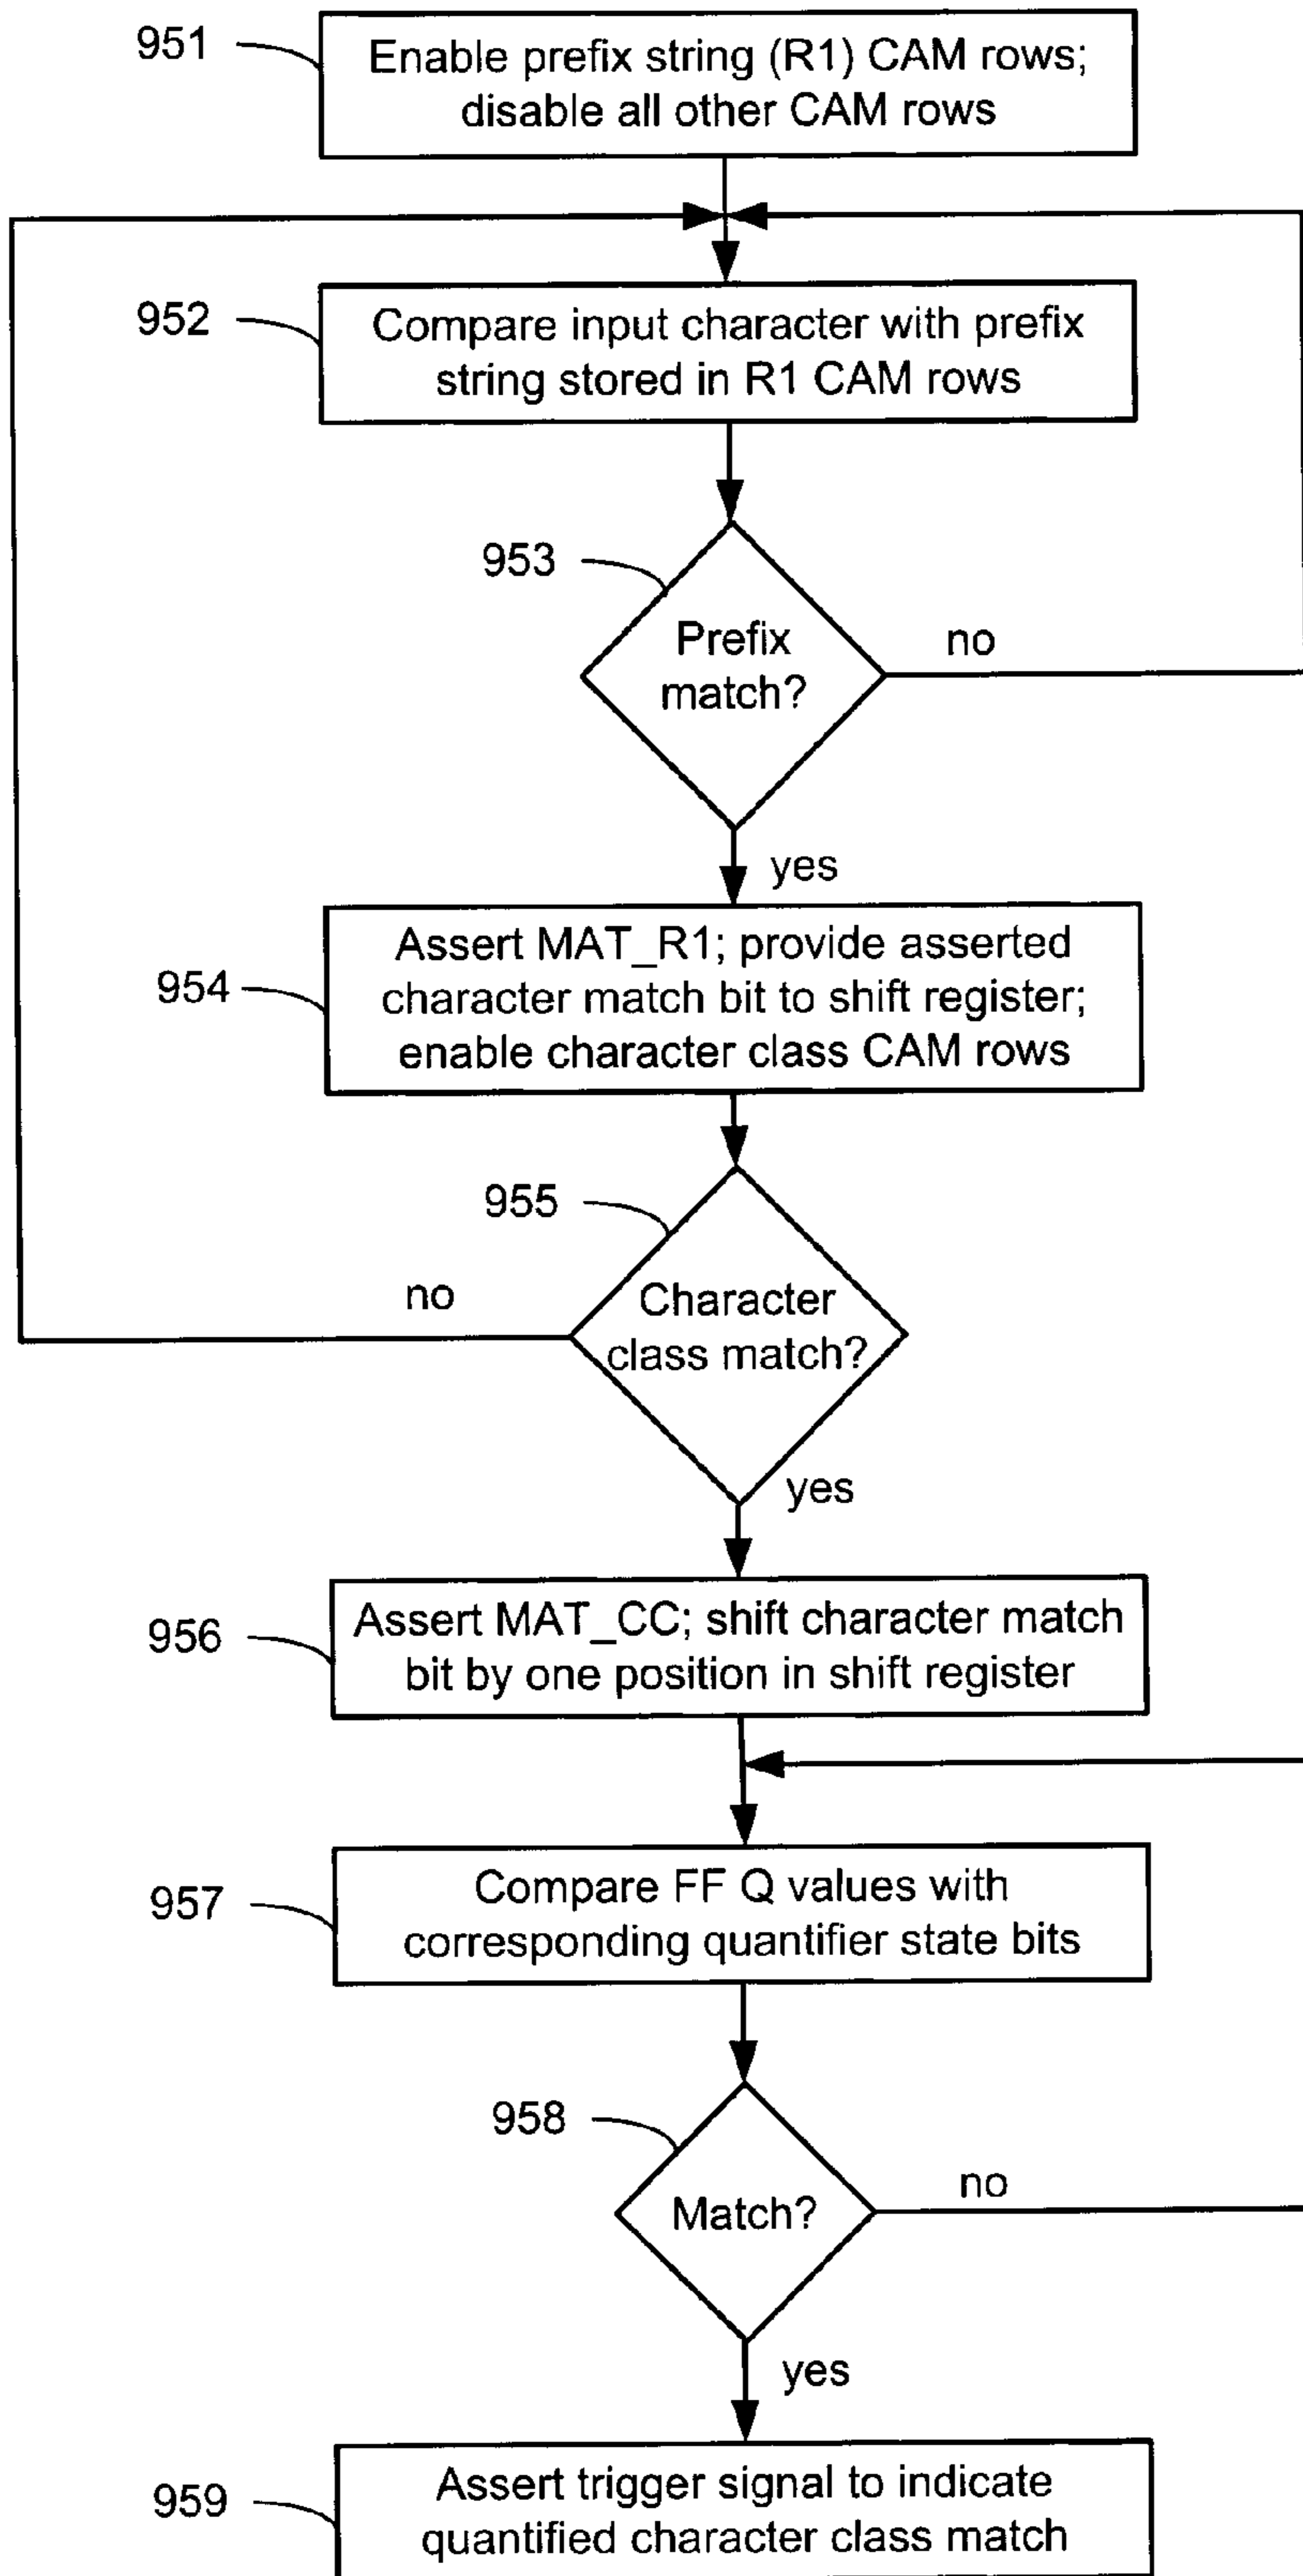 951
Enable prefix string (R1) CAM rows;
disable all other CAM rows
952
Compare input character with prefix
string stored in R1 CAM rows
953
Prefix
match?
no
yes
954
Assert MAT_R1; provide asserted
character match bit to shift register;
enable character class CAM rows
955
no
Character
class match?
yes
956
Assert MAT_CC; shift character match
bit by one position in shift register
957
Compare FF Q values with
corresponding quantifier state bits
958
no
Match?
yes
959
Assert trigger signal to indicate
quantified character class match